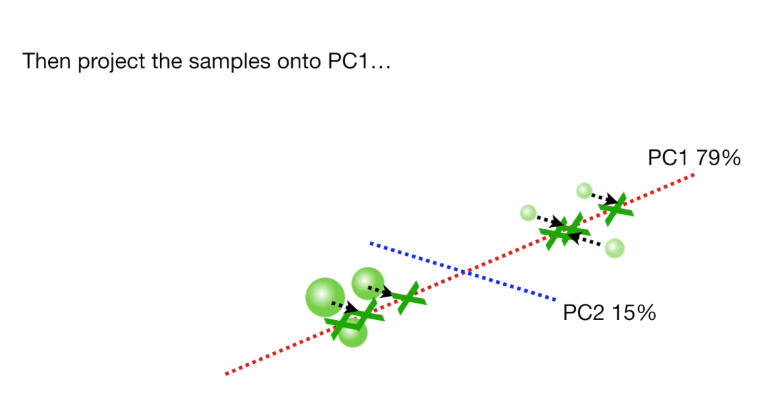 Then project the samples onto PC1…
PC1 79%
PC2 15%